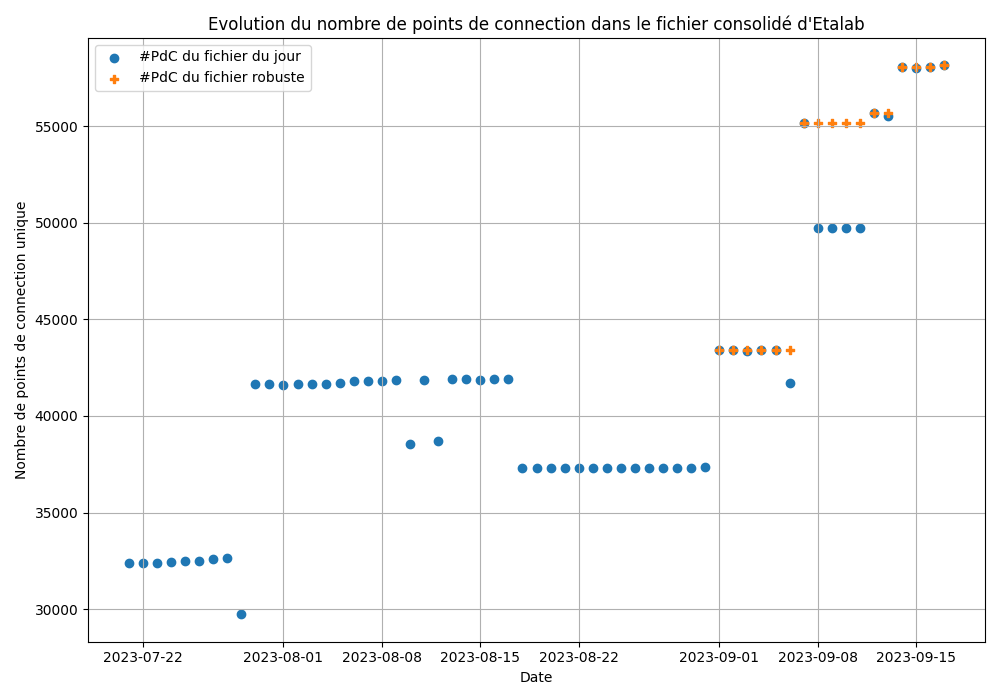 Evolution du nombre de points de connection dans le fichier consolidé d'Etalab
#PdC du fichier du jour
#PdC du fichier robuste
Nombre de points de connection unique
55000
50000
45000
40000
35000
30000
2023-07-22
2023-08-01
2023-08-08
2023-08-15
2023-08-22
2023-09-01
2023-09-08
2023-09-15
Date